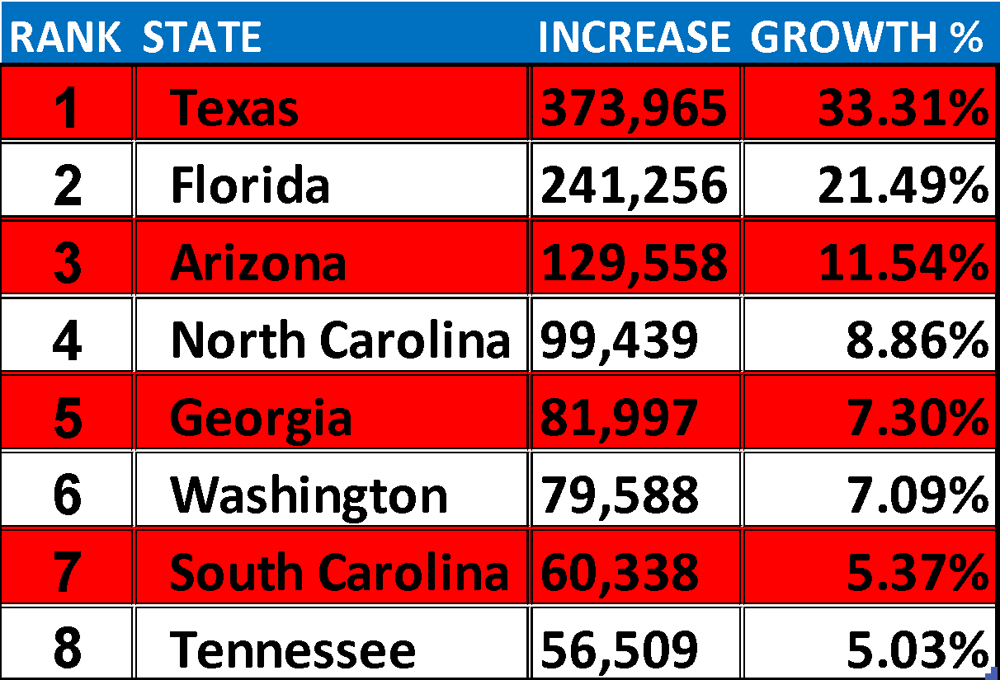 RANK STATE INCREASE GROWTH %
1 Texas 373,965 33.31%
2 Florida 241,256 21.49%
3 Arizona 129,558 11.54%
4 North Carolina 99,439 8.86%
5 Georgia 81,997 7.30%
6 Washington 79,588 7.09%
7 South Carolina 60,338 5.37%
8 Tennessee 56,509 5.03%